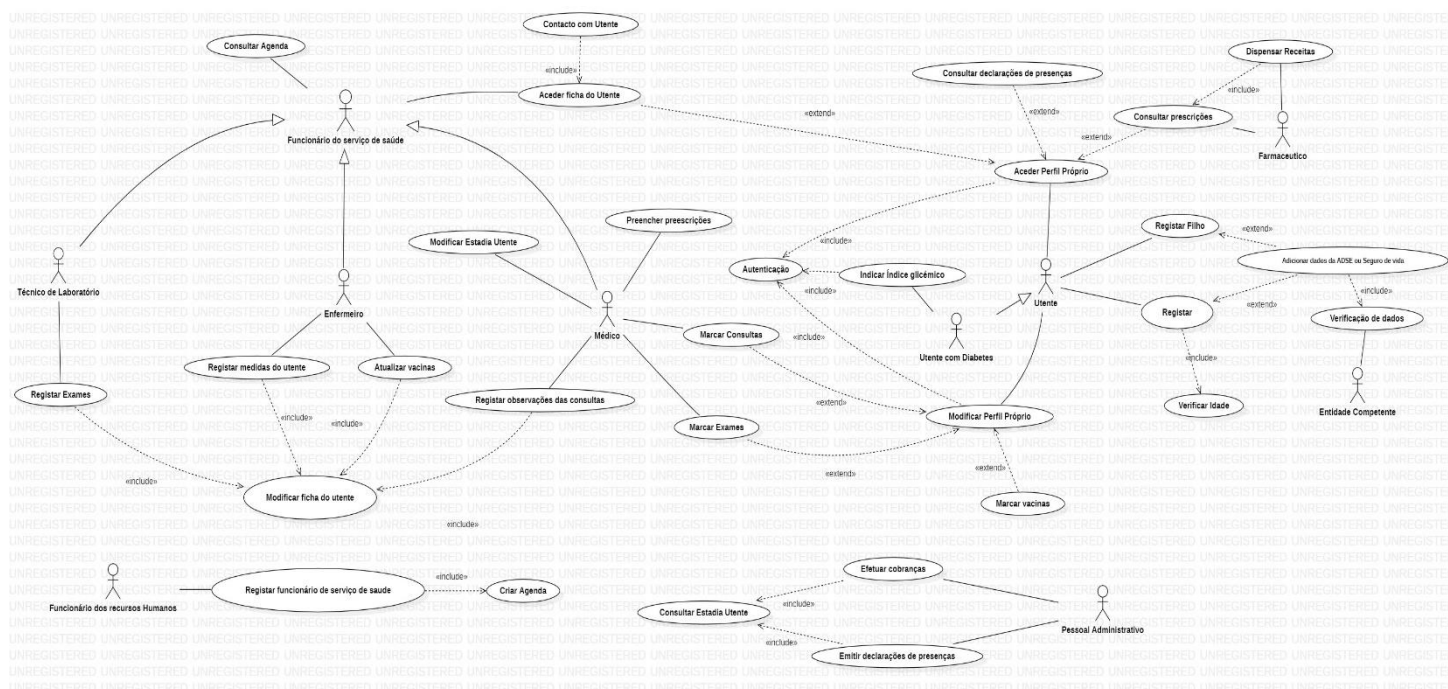 UNREGISTERED UNREGISTERED UNREGISTERED UNREGISTERED UNREGISTERED UNREGISTERED
Contacto com Utente
Consultar Agenda
Dispensar Receitas
«include»
Consultar declarações de presenças
«include»
Aceder ficha do Utente
«extend»
Consultar prescrições
«extend»
«extend»
Funcionário do serviço de saúde
Farmaceutico
Aceder Perfil Próprio
Preencher preescrições
Registar Filho
Modificar Estadia Utente
«include»
«extend»
Adicionar dados da ADSE ou Seguro de vida
Autenticação
Indicar Índice glicémico
Técnico de Laboratório
«include»
Utente
«include»
«extend»
Registar
Verificação de dados
Enfermeiro
Médico
Marcar Consultas
«include»
Utente com Diabetes
«include»
Registar medidas do utente
Atualizar vacinas
Registar Exames
Registar observações das consultas
«extend»
Verificar Idade
Entidade Competente
Modificar Perfil Próprio
«include»
«include»
Marcar Exames
«extend»
«extend»
«include»
Modificar ficha do utente
Marcar vacinas
«include»
Efetuar cobranças
«include»
Registar funcionário de serviço de saude
Criar Agenda
«include»
Funcionário dos recursos Humanos
Consultar Estadia Utente
Pessoal Administrativo
«include»
Emitir declarações de presenças